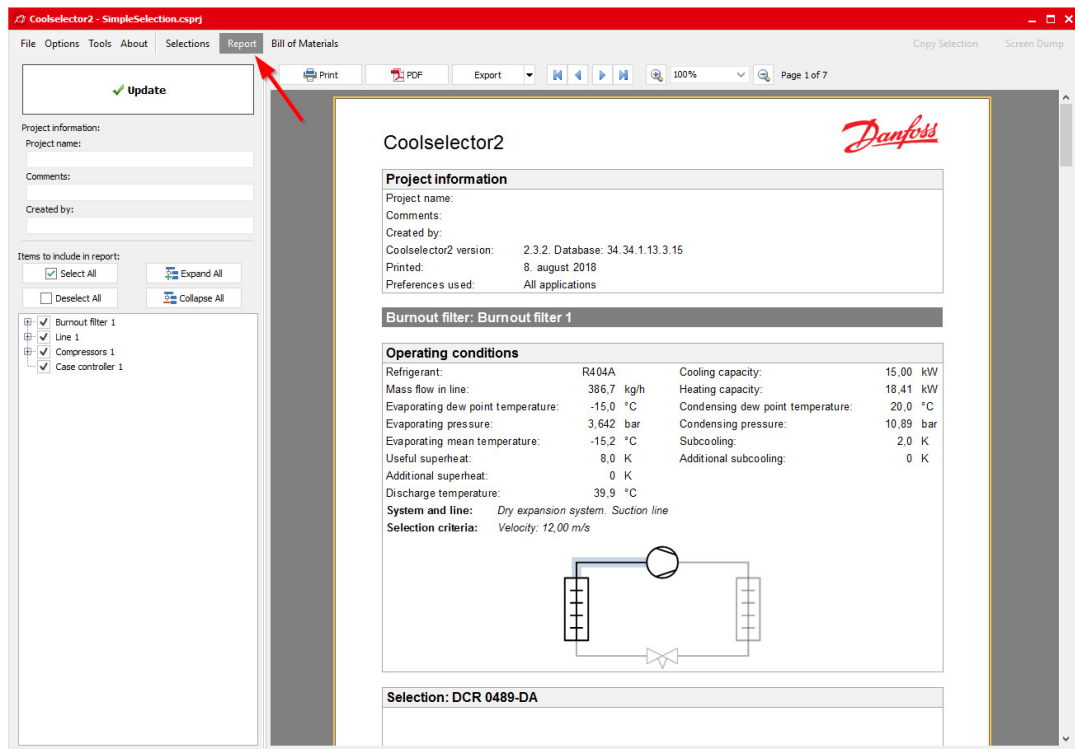 Coolselector2 - SimpleSelection.csprj
File Options Tools About Selections Report Bill of Materials Copy Selection Screen Dump
Update
Print PDF Export 100% Page 1 of 7
Project information:
Project name:
Comments:
Created by:
Items to include in report:
Select All Expand All
Deselect All Collapse All
Burnout filter 1
Line 1
Compressors 1
Case controller 1
Coolselector2 Danfoss
Project information
Project name:
Comments:
Created by:
Coolselector2 version: 2.3.2. Database: 34.34.1.13.3.15
Printed: 8. august 2018
Preferences used: All applications
Burnout filter: Burnout filter 1
Operating conditions
Refrigerant: R404A Cooling capacity: 15,00 kW
Mass flow in line: 386,7 kg/h Heating capacity: 18,41 kW
Evaporating dew point temperature: -15,0 °C Condensing dew point temperature: 20,0 °C
Evaporating pressure: 3,642 bar Condensing pressure: 10,89 bar
Evaporating mean temperature: -15,2 °C Subcooling: 2,0 K
Useful superheat: 8,0 K Additional subcooling: 0 K
Additional superheat: 0 K
Discharge temperature: 39,9 °C
System and line: Dry expansion system. Suction line
Selection criteria: Velocity: 12,00 m/s
Selection: DCR 0489-DA